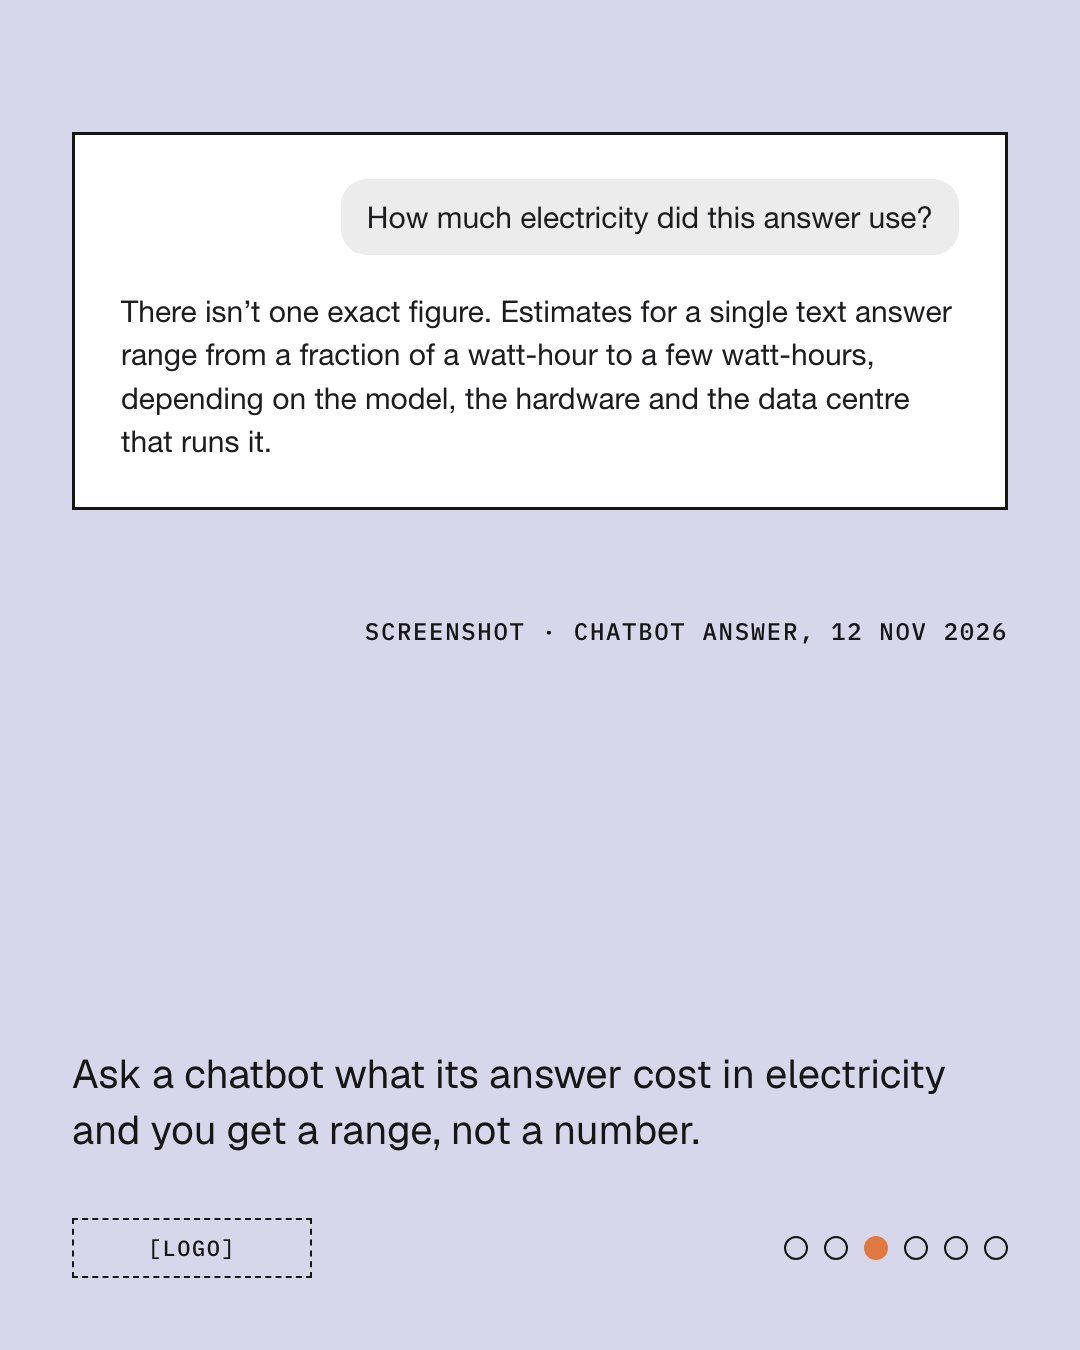 How much electricity did this answer use?
There isn’t one exact figure. Estimates for a single text answer
range from a fraction of a watt-hour to a few watt-hours,
depending on the model, the hardware and the data centre
that runs it.
SCREENSHOT · CHATBOT ANSWER, 12 NOV 2026
Ask a chatbot what its answer cost in electricity
and you get a range, not a number.
[LOGO]